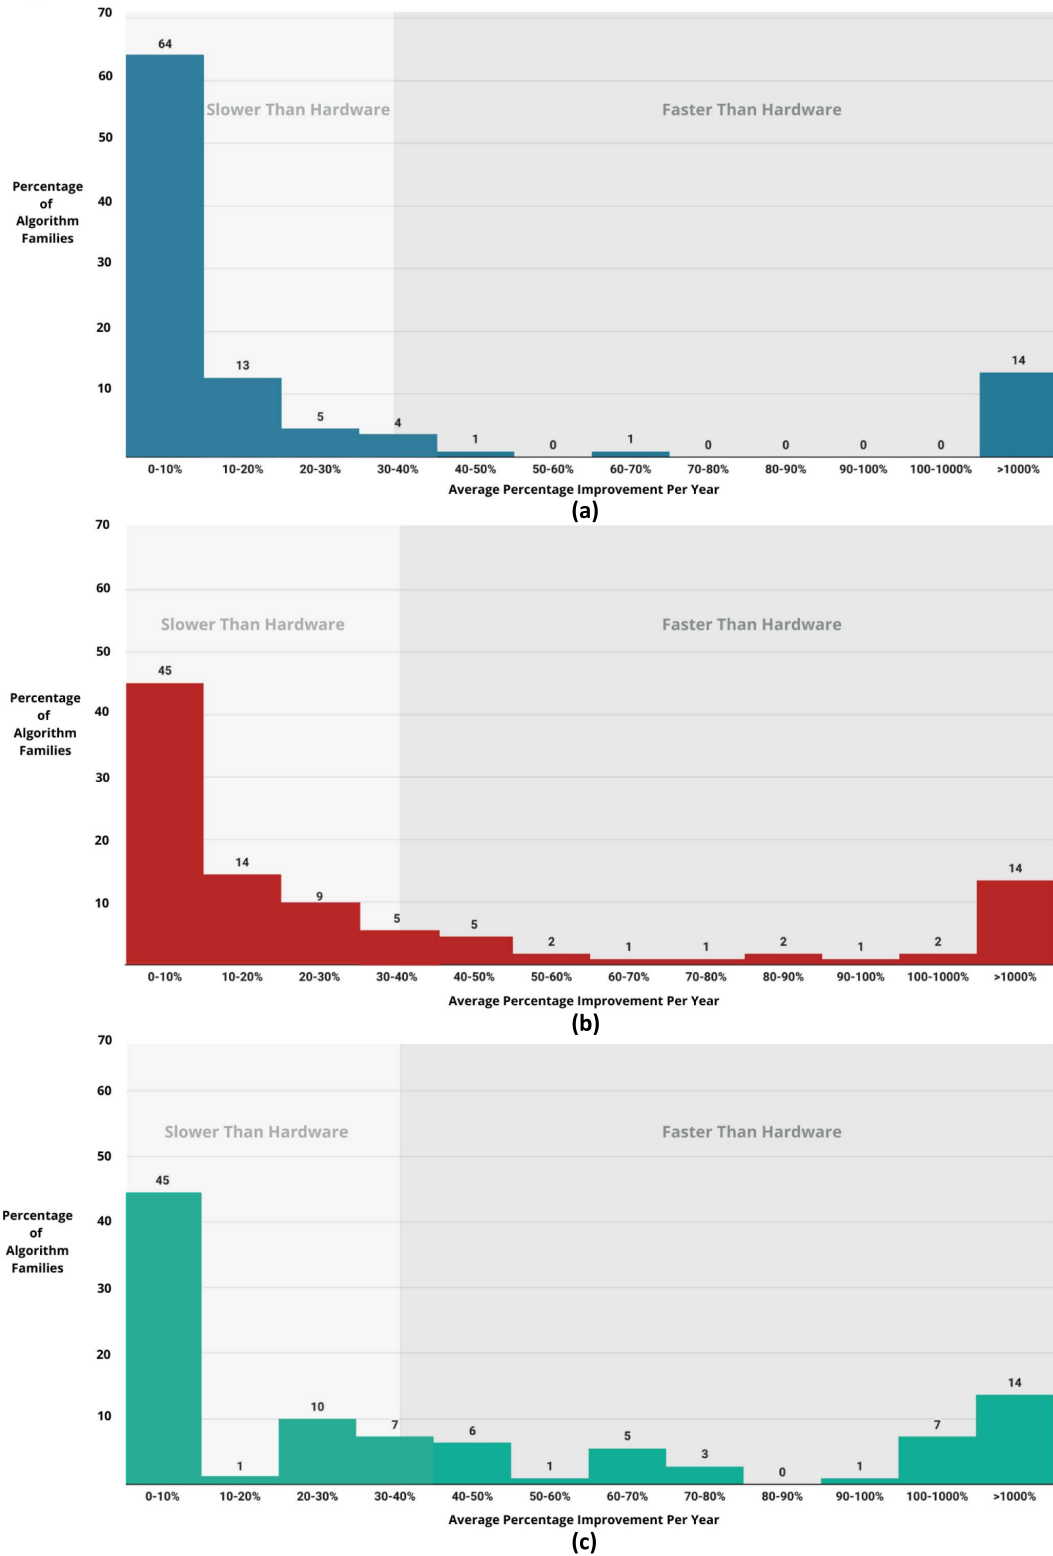 70
64
60
Slower Than Hardware
Faster Than Hardware
50
Percentage
of
Algorithm
Families
40
30
20
13
14
10
5
4
1
0
1
0
0
0
0
0-10% 10-20% 20-30% 30-40% 40-50% 50-60% 60-70% 70-80% 80-90% 90-100% 100-1000% >1000%
Average Percentage Improvement Per Year
(a)
70
60
Slower Than Hardware
Faster Than Hardware
50
45
Percentage
of
Algorithm
Families
40
30
20
14
14
10
9
5
5
2
1
1
2
1
2
0-10% 10-20% 20-30% 30-40% 40-50% 50-60% 60-70% 70-80% 80-90% 90-100% 100-1000% >1000%
Average Percentage Improvement Per Year
(b)
70
60
Slower Than Hardware
Faster Than Hardware
50
45
Percentage
of
Algorithm
Families
40
30
20
14
10
10
7
6
5
7
3
1
1
0
1
0-10% 10-20% 20-30% 30-40% 40-50% 50-60% 60-70% 70-80% 80-90% 90-100% 100-1000% >1000%
Average Percentage Improvement Per Year
(c)